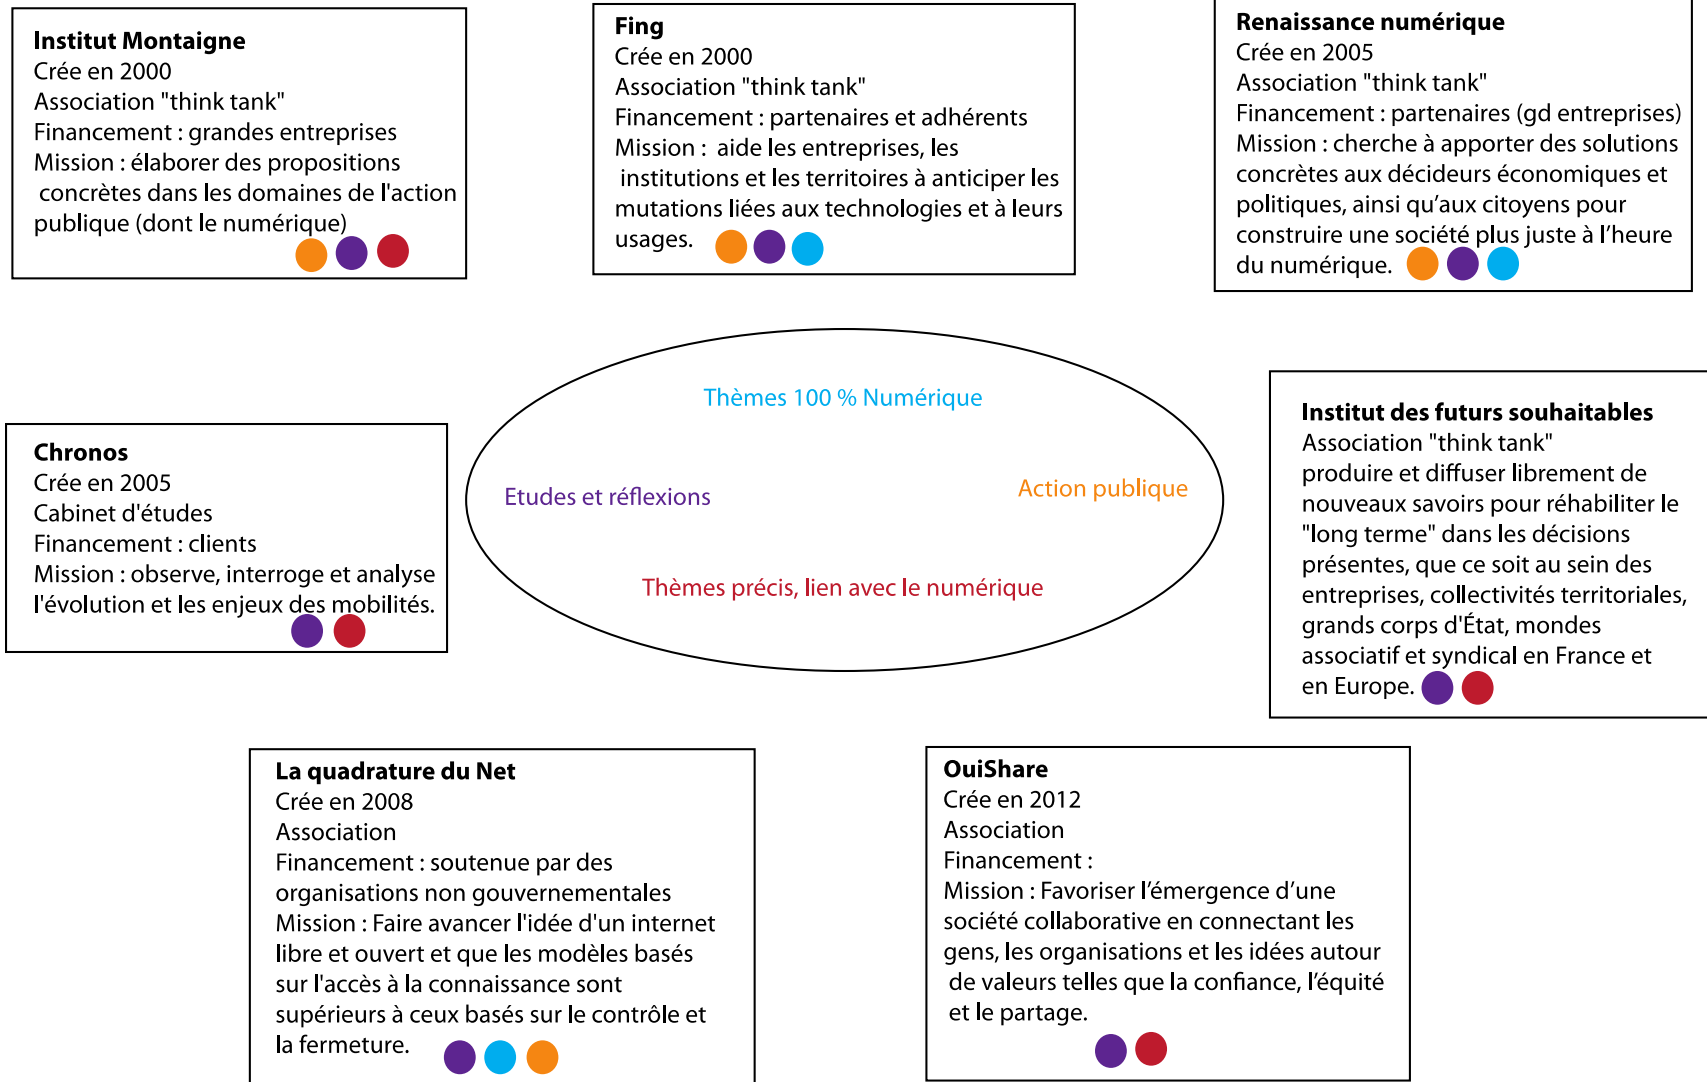 Institut Montaigne
Crée en 2000
Association "think tank"
Financement : grandes entreprises
Mission : élaborer des propositions
concrètes dans les domaines de l'action
publique (dont le numérique)
Fing
Crée en 2000
Association "think tank"
Financement : partenaires et adhérents
Mission : aide les entreprises, les
institutions et les territoires à anticiper les
mutations liées aux technologies et à leurs
usages.
Renaissance numérique
Crée en 2005
Association "think tank"
Financement : partenaires (gd entreprises)
Mission : cherche à apporter des solutions
concrètes aux décideurs économiques et
politiques, ainsi qu’aux citoyens pour
construire une société plus juste à l’heure
du numérique.
Chronos
Crée en 2005
Cabinet d'études
Financement : clients
Mission : observe, interroge et analyse
l'évolution et les enjeux des mobilités.
Thèmes 100 % Numérique
Etudes et réflexions
Action publique
Thèmes précis, lien avec le numérique
Institut des futurs souhaitables
Association "think tank"
produire et diffuser librement de
nouveaux savoirs pour réhabiliter le
"long terme" dans les décisions
présentes, que ce soit au sein des
entreprises, collectivités territoriales,
grands corps d'État, mondes
associatif et syndical en France et
en Europe.
La quadrature du Net
Crée en 2008
Association
Financement : soutenue par des
organisations non gouvernementales
Mission : Faire avancer l'idée d'un internet
libre et ouvert et que les modèles basés
sur l'accès à la connaissance sont
supérieurs à ceux basés sur le contrôle et
la fermeture.
OuiShare
Crée en 2012
Association
Financement :
Mission : Favoriser l’émergence d’une
société collaborative en connectant les
gens, les organisations et les idées autour
de valeurs telles que la confiance, l’équité
et le partage.